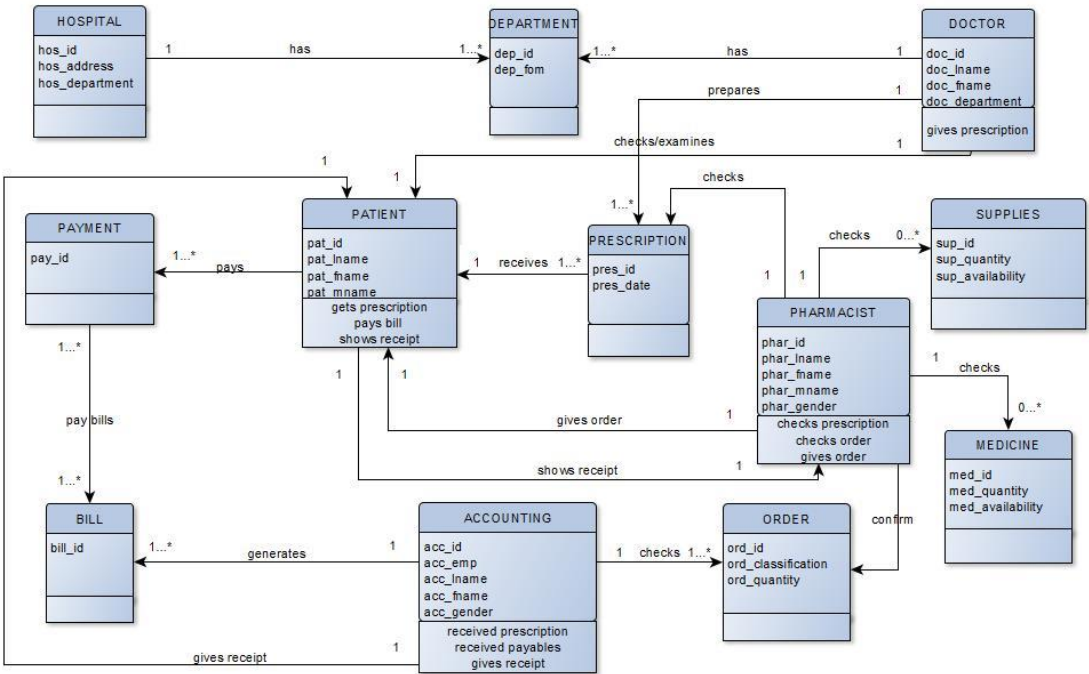 HOSPITAL
hos_id
hos_address
hos_department
1
has
1...*
DEPARTMENT
dep_id
dep_fom
1...*
has
1
DOCTOR
doc_id
doc_lname
doc_fname
doc_department
gives prescription
prepares
1
checks/examines
1
1
1
PATIENT
pat_id
pat_lname
pat_fname
pat_mname
gets prescription
pays bill
shows receipt
PAYMENT
pay_id
1...*
pays
1
receives
1...*
1...*
PRESCRIPTION
pres_id
pres_date
checks
1
1
checks
0...*
SUPPLIES
sup_id
sup_quantity
sup_availability
PHARMACIST
phar_id
phar_lname
phar_fname
phar_mname
phar_gender
checks prescription
checks order
gives order
1
checks
0...*
MEDICINE
med_id
med_quantity
med_availability
1...*
pay bills
1...*
1
1
gives order
1
shows receipt
1
confirm
BILL
bill_id
1...*
generates
1
ACCOUNTING
acc_id
acc_emp
acc_lname
acc_fname
acc_gender
received prescription
received payables
gives receipt
1
checks
1...*
ORDER
ord_id
ord_classification
ord_quantity
gives receipt
1